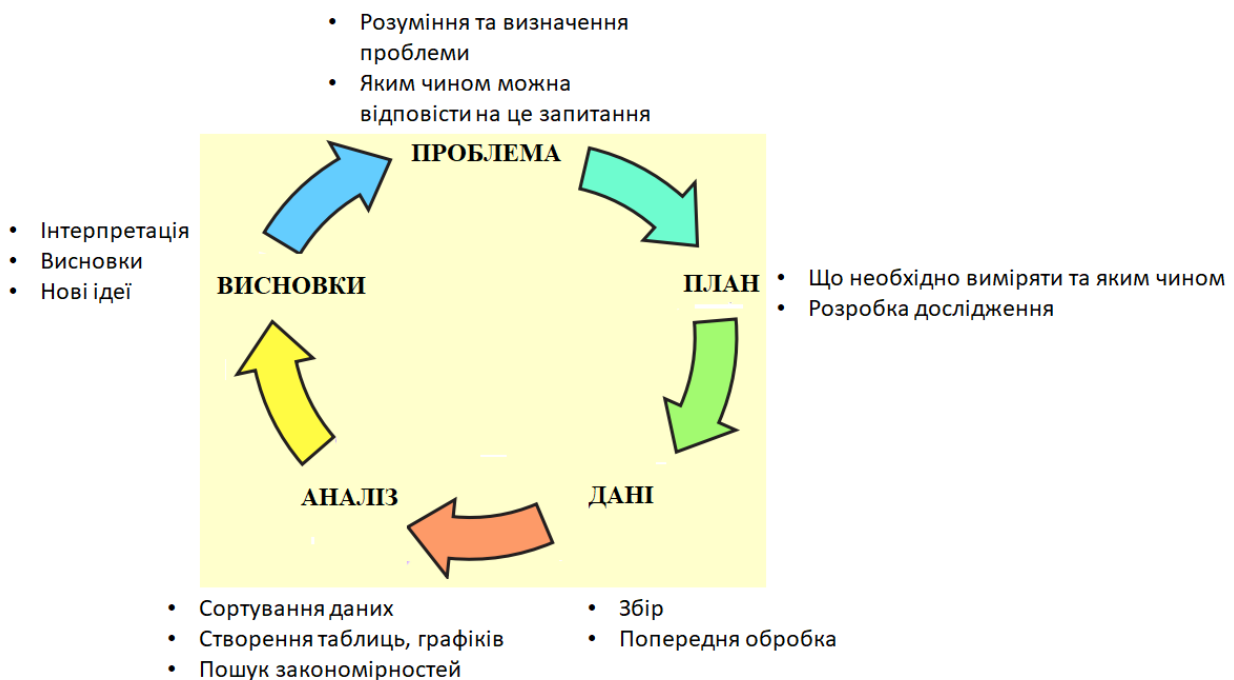 • Розуміння та визначення
проблеми
• Яким чином можна
відповісти на це запитання
ПРОБЛЕМА
ПЛАН
• Що необхідно виміряти та яким чином
• Розробка дослідження
ДАНІ
• Збір
• Попередня обробка
АНАЛІЗ
• Сортування даних
• Створення таблиць, графіків
• Пошук закономірностей
ВИСНОВКИ
• Інтерпретація
• Висновки
• Нові ідеї